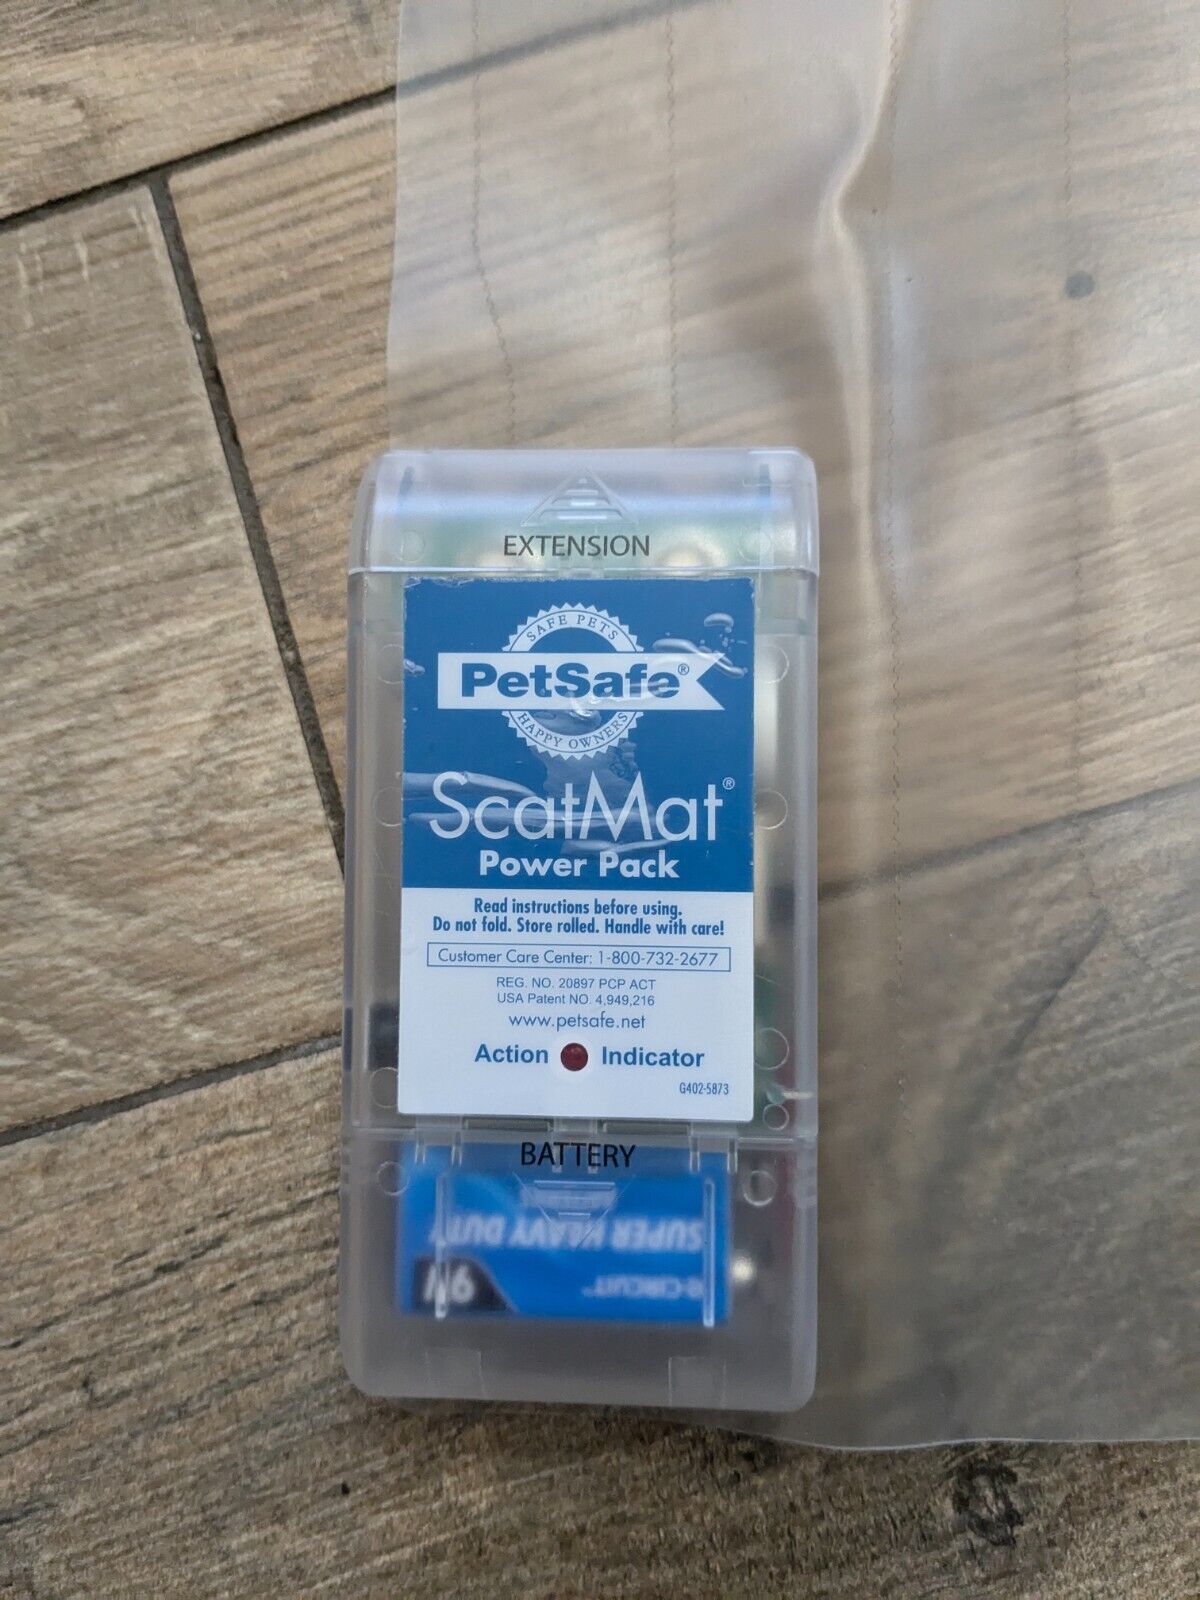 EXTENSION
SAFE PETS
PetSafe®
HAPPY OWNERS
ScatMat®
Power Pack
Read instructions before using.
Do not fold. Store rolled. Handle with care!
Customer Care Center: 1-800-732-2677
REG. NO. 20897 PCP ACT
USA Patent NO. 4,949,216
www.petsafe.net
Action Indicator
G402-5873
BATTERY
SUPER HEAVY DUTY
9V